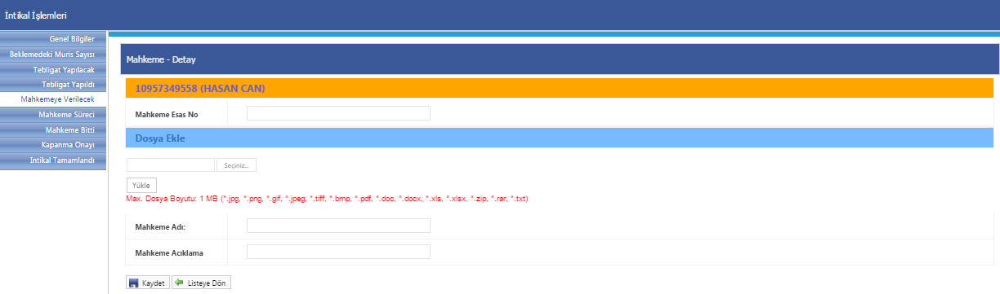 İntikal İşlemleri
Genel Bilgiler
Beklemedeki Muris Sayısı
Tebligat Yapılacak
Tebligat Yapıldı
Mahkemeye Verilecek
Mahkeme Süreci
Mahkeme Bitti
Kapanma Onayı
İntikal Tamamlandı
Mahkeme - Detay
10957349558 (HASAN CAN)
Mahkeme Esas No
Dosya Ekle
Seçiniz...
Yükle
Max. Dosya Boyutu: 1 MB (*.jpg, *.png, *.gif, *.jpeg, *.tiff, *.bmp, *.pdf, *.doc, *.docx, *.xls, *.xlsx, *.zip, *.rar, *.txt)
Mahkeme Adı:
Mahkeme Açıklama
Kaydet
Listeye Dön